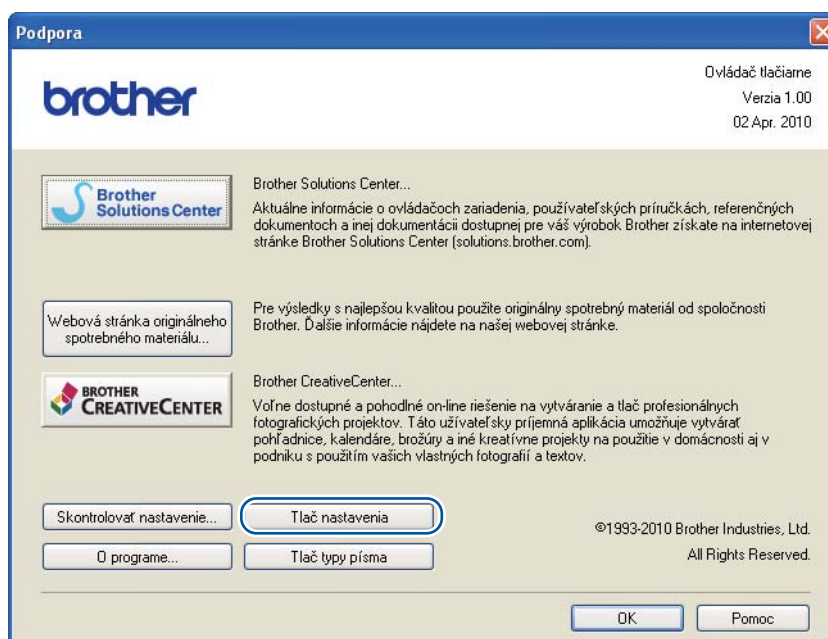 Podpora
brother
Ovládač tlačiarne
Verzia 1.00
02 Apr. 2010
Brother
Solutions Center
Brother Solutions Center...
Aktuálne informácie o ovládačoch zariadenia, používateľských príručkách, referenčných
dokumentoch a inej dokumentácii dostupnej pre váš výrobok Brother získate na internetovej
stránke Brother Solutions Center (solutions.brother.com).
Webová stránka originálneho
spotrebného materiálu...
Pre výsledky s najlepšou kvalitou použite originálny spotrebný materiál od spoločnosti
Brother. Ďalšie informácie nájdete na našej webovej stránke.
BROTHER
CREATIVECENTER
Brother CreativeCenter...
Voľne dostupné a pohodlné on-line riešenie na vytváranie a tlač profesionálnych
fotografických projektov. Táto užívateľsky príjemná aplikácia umožňuje vytvárať
pohľadnice, kalendáre, brožúry a iné kreatívne projekty na použitie v domácnosti aj v
podniku s použitím vašich vlastných fotografií a textov.
Skontrolovať nastavenie...
Tlač nastavenia
©1993-2010 Brother Industries, Ltd.
O programe...
Tlač typy písma
All Rights Reserved.
OK
Pomoc